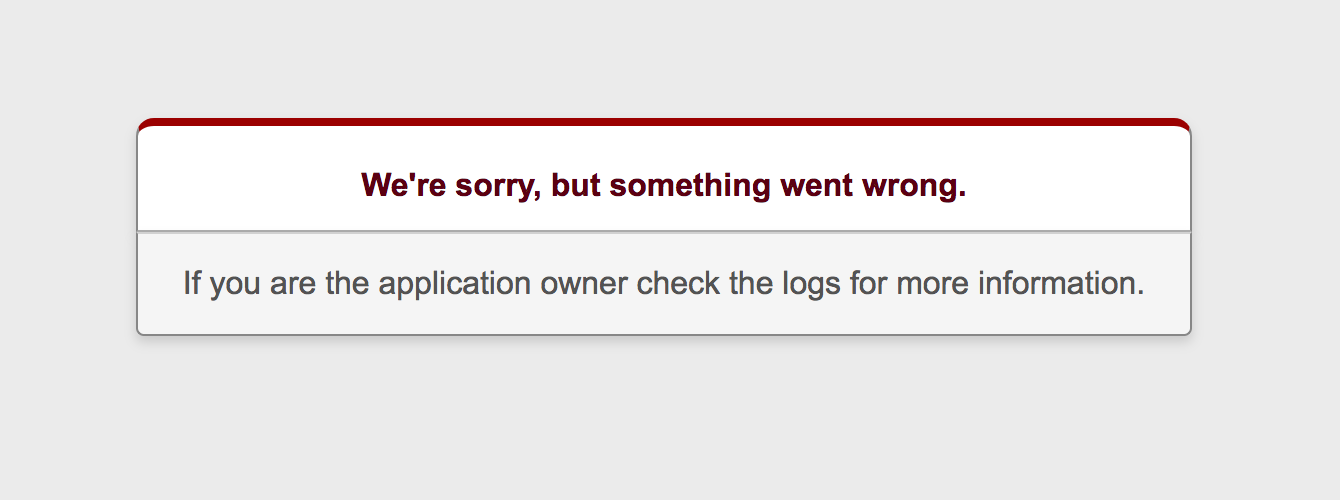 We're sorry, but something went wrong.
If you are the application owner check the logs for more information.